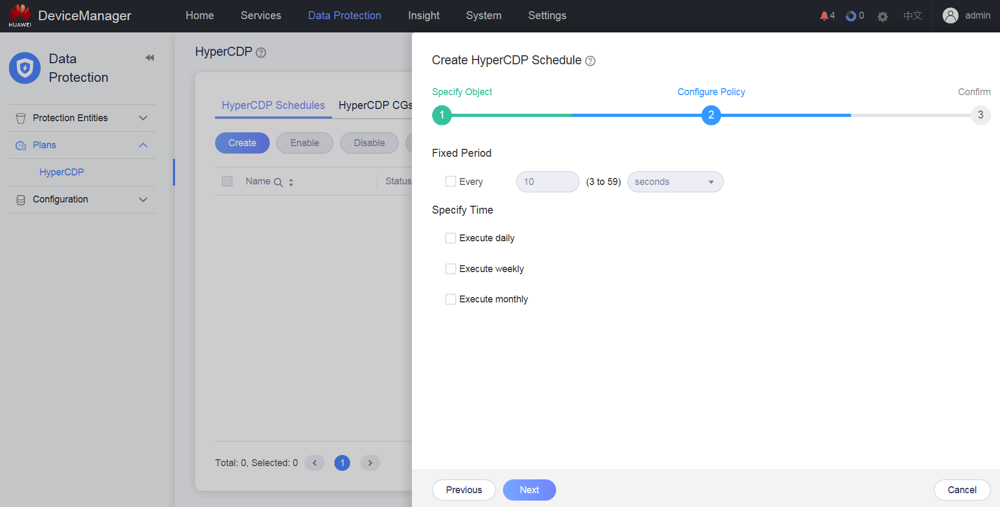 HUAWEI
DeviceManager
Home
Services
Data Protection
Insight
System
Settings
4
0
中文
admin
Data
Protection
Protection Entities
Plans
HyperCDP
Configuration
HyperCDP
HyperCDP Schedules
HyperCDP CGs
Create
Enable
Disable
Name
Status
Total: 0, Selected: 0
1
Create HyperCDP Schedule
Specify Object
Configure Policy
Confirm
1
2
3
Fixed Period
Every
10
(3 to 59)
seconds
Specify Time
Execute daily
Execute weekly
Execute monthly
Previous
Next
Cancel